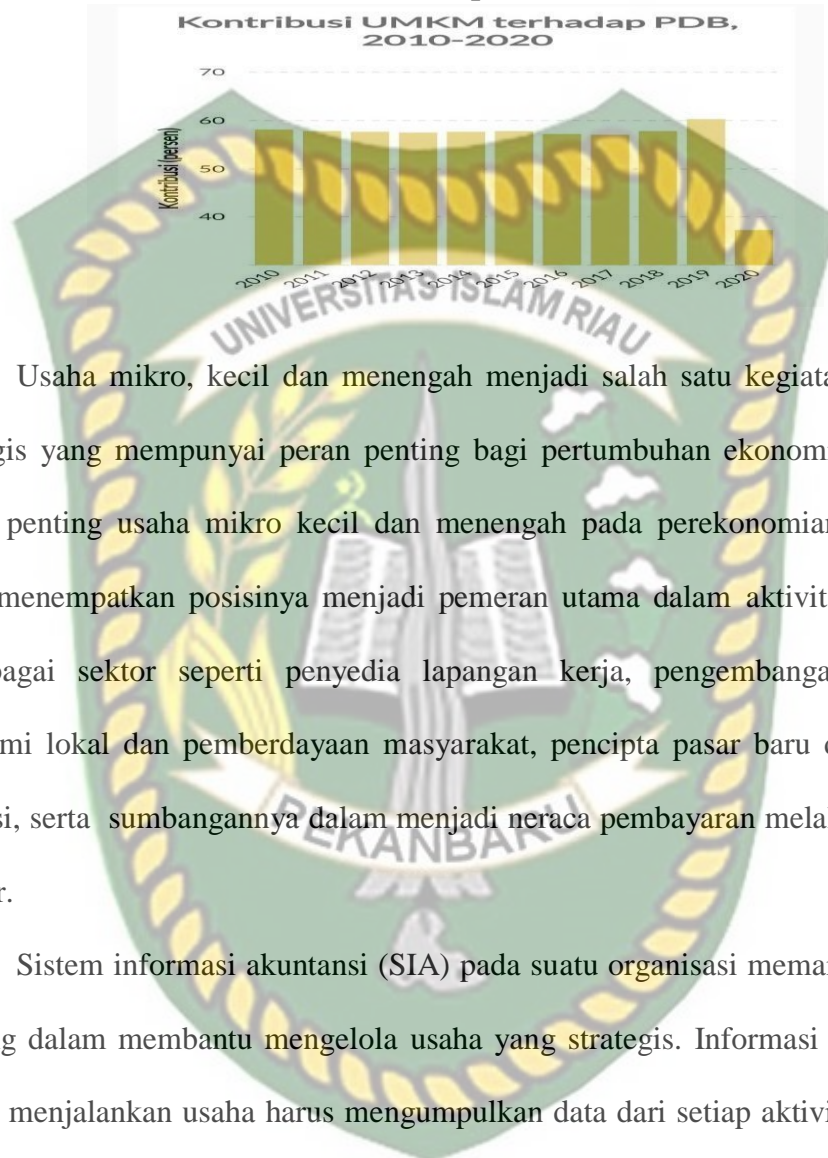 Kontribusi UMKM terhadap PDB,
2010-2020
70
60
50
40
Kontribusi (persen)
2010 2011 2012 2013 2014 2015 2016 2017 2018 2019 2020
UNIVERSITAS ISLAM RIAU
Usaha mikro, kecil dan menengah menjadi salah satu kegiata
gis yang mempunyai peran penting bagi pertumbuhan ekonomi
penting usaha mikro kecil dan menengah pada perekonomian
menempatkan posisinya menjadi pemeran utama dalam aktivit
bagai sektor seperti penyedia lapangan kerja, pengembanga
mi lokal dan pemberdayaan masyarakat, pencipta pasar baru
si, serta sumbangannya dalam menjadi neraca pembayaran mela
PEKANBARU
r.
Sistem informasi akuntansi (SIA) pada suatu organisasi mema
g dalam membantu mengelola usaha yang strategis. Informasi
menjalankan usaha harus mengumpulkan data dari setiap aktivi